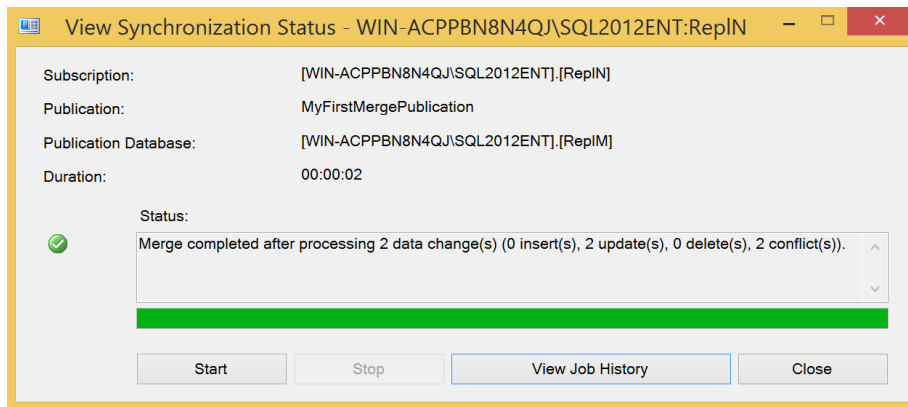 View Synchronization Status - WIN-ACPPBN8N4QJ\SQL2012ENT:ReplN
Subscription: [WIN-ACPPBN8N4QJ\SQL2012ENT].[ReplN]
Publication: MyFirstMergePublication
Publication Database: [WIN-ACPPBN8N4QJ\SQL2012ENT].[ReplM]
Duration: 00:00:02
Status:
Merge completed after processing 2 data change(s) (0 insert(s), 2 update(s), 0 delete(s), 2 conflict(s)).
Start Stop View Job History Close